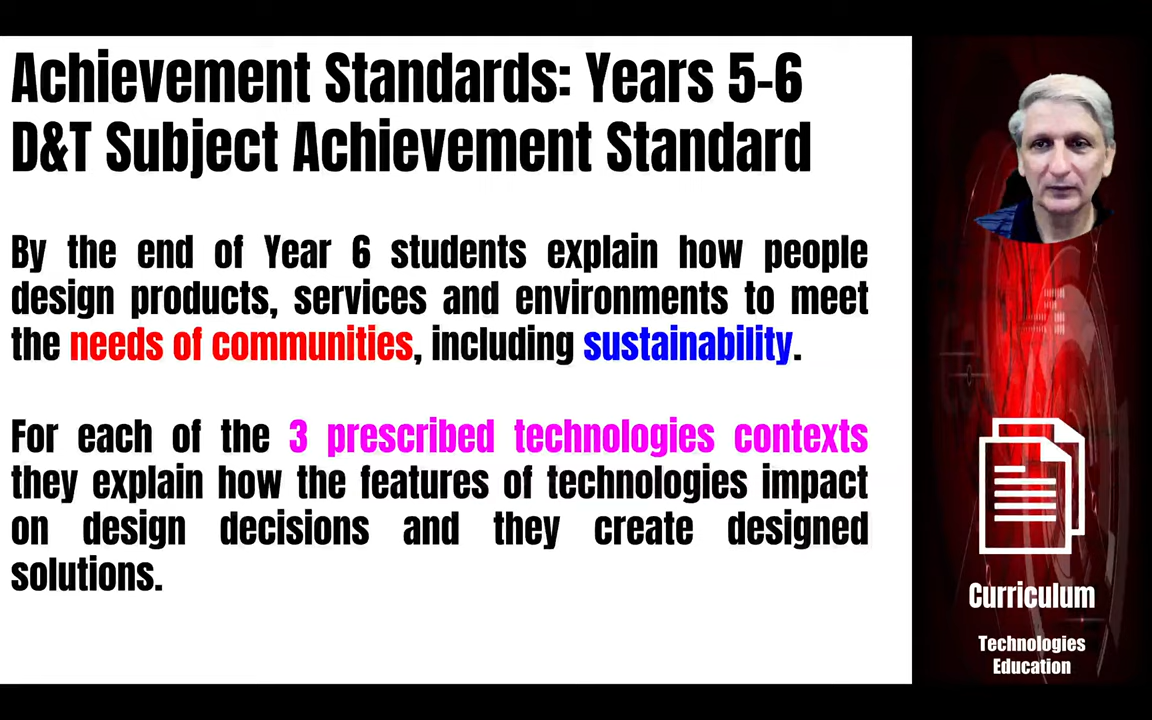 Achievement Standards: Years 5-6
D&T Subject Achievement Standard
By the end of Year 6 students explain how people
design products, services and environments to meet
the needs of communities, including sustainability.
For each of the 3 prescribed technologies contexts
they explain how the features of technologies impact
on design decisions and they create designed
solutions.
Curriculum
Technologies
Education